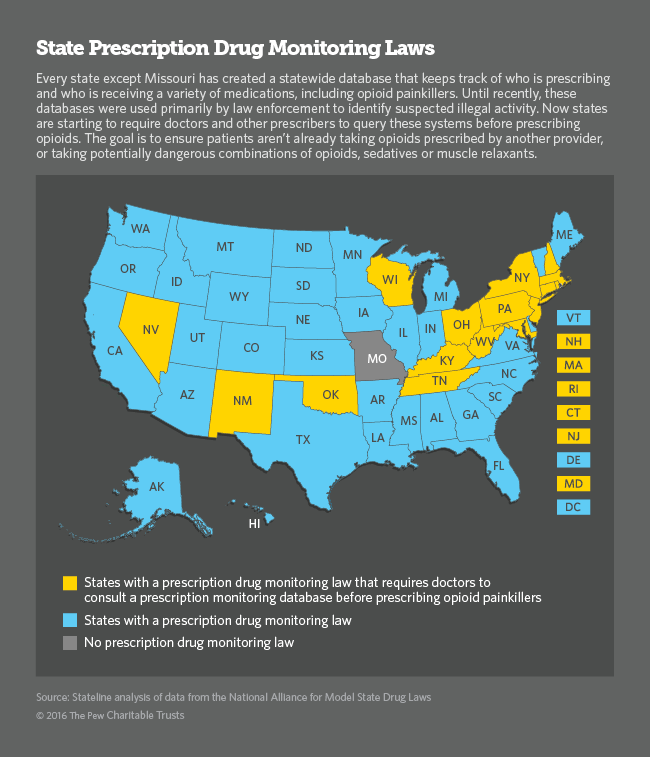 State Prescription Drug Monitoring Laws
Every state except Missouri has created a statewide database that keeps track of who is prescribing
and who is receiving a variety of medications, including opioid painkillers. Until recently, these
databases were used primarily by law enforcement to identify suspected illegal activity. Now states
are starting to require doctors and other prescribers to query these systems before prescribing
opioids. The goal is to ensure patients aren't already taking opioids prescribed by another provider,
or taking potentially dangerous combinations of opioids, sedatives or muscle relaxants.
WA
MT
ND
MN
ME
OR
ID
SD
WI
MI
NY
WY
IA
PA
NE
NV
IL
IN
OH
CA
UT
CO
KS
MO
KY
WV
VA
AZ
NM
OK
AR
TN
NC
SC
TX
LA
MS
AL
GA
FL
AK
HI
VT
NH
MA
RI
CT
NJ
DE
MD
DC
States with a prescription drug monitoring law that requires doctors to
consult a prescription monitoring database before prescribing opioid painkillers
States with a prescription drug monitoring law
No prescription drug monitoring law
Source: Stateline analysis of data from the National Alliance for Model State Drug Laws
© 2016 The Pew Charitable Trusts